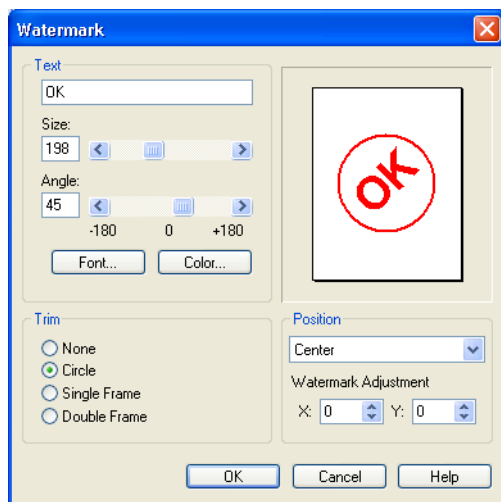 Watermark
Text
OK
Size:
198
Angle:
45
-180 0 +180
Font... Color...
OK
Trim
None
Circle
Single Frame
Double Frame
Position
Center
Watermark Adjustment
X: 0 Y: 0
OK Cancel Help